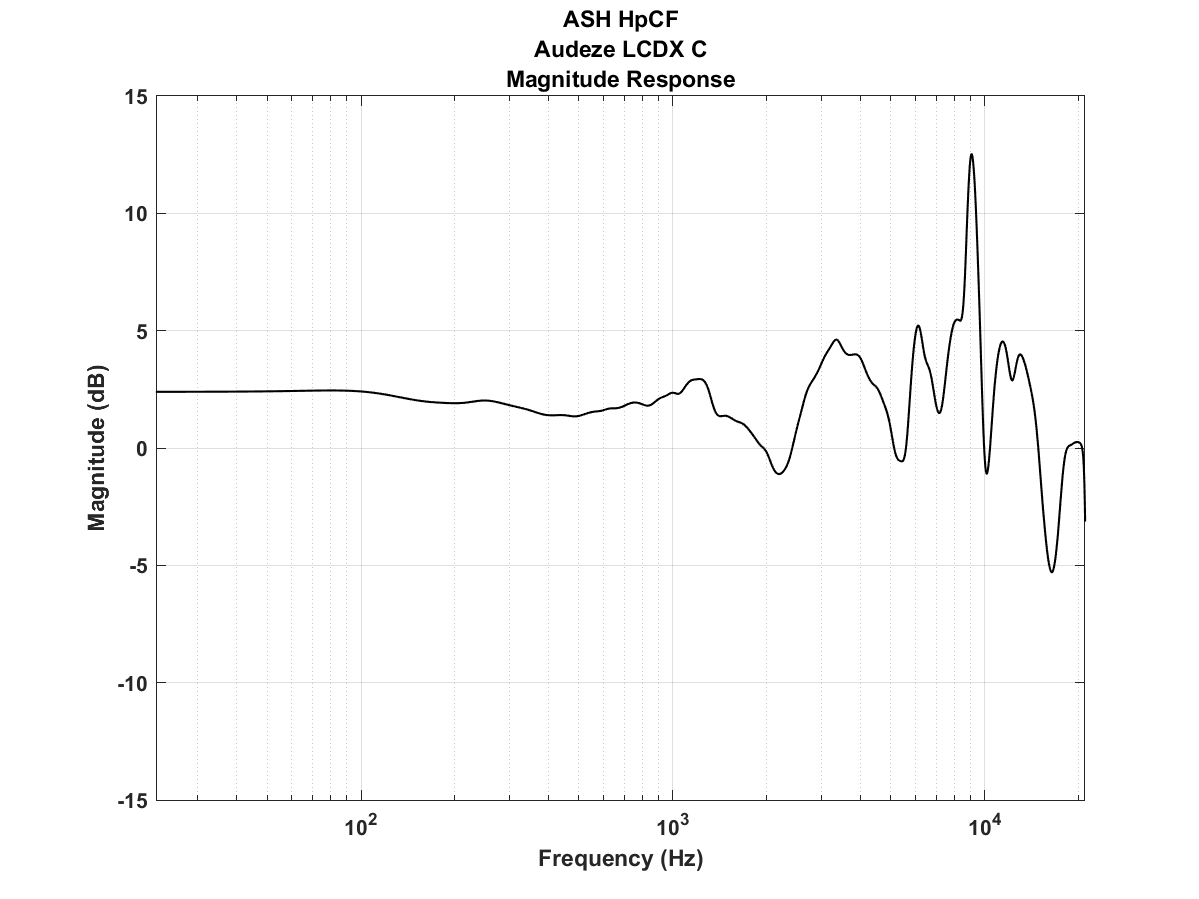 ASH HpCF
Audeze LCDX C
Magnitude Response
15
10
5
0
-5
-10
-15
Magnitude (dB)
10² 10³ 10⁴
Frequency (Hz)